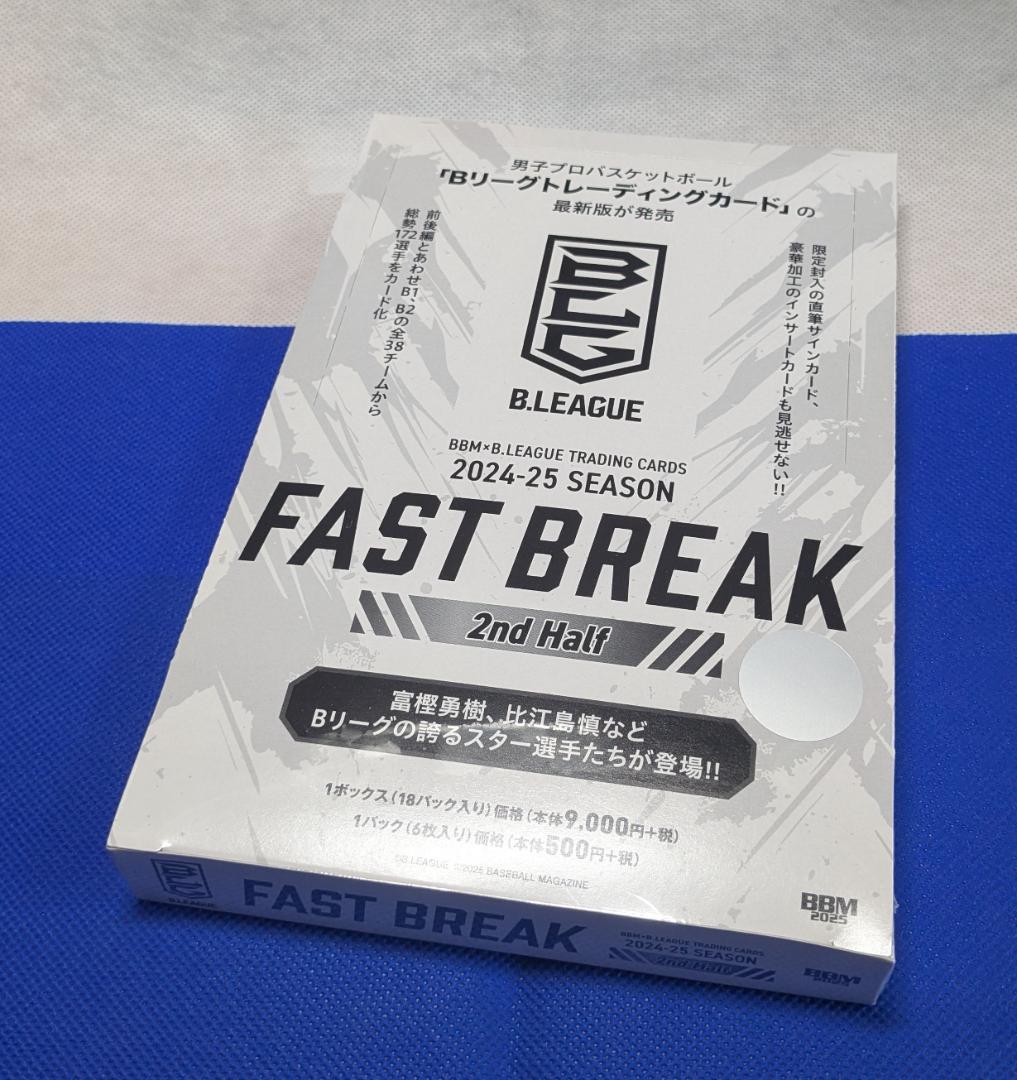 男子プロバスケットボール
「Bリーグトレーディングカード」の
最新版が発売
前後編とあわせB1、B2の全38チームから
総勢172選手をカード化
限定封入の直筆サインカード、
豪華加工のインサートカードも見逃せない!!
BLG
B.LEAGUE
BBM×B.LEAGUE TRADING CARDS
2024-25 SEASON
FAST BREAK
2nd Half
富樫勇樹、比江島慎など
Bリーグの誇るスター選手たちが登場!!
1ボックス(18パック入り)価格(本体9,000円+税)
1パック(6枚入り)価格(本体500円+税)
©B.LEAGUE ©2025 BASEBALL MAGAZINE
BBM
2025
BLG
B.LEAGUE
FAST BREAK
BBM×B.LEAGUE TRADING CARDS
2024-25 SEASON
2nd Half
BBM
2025